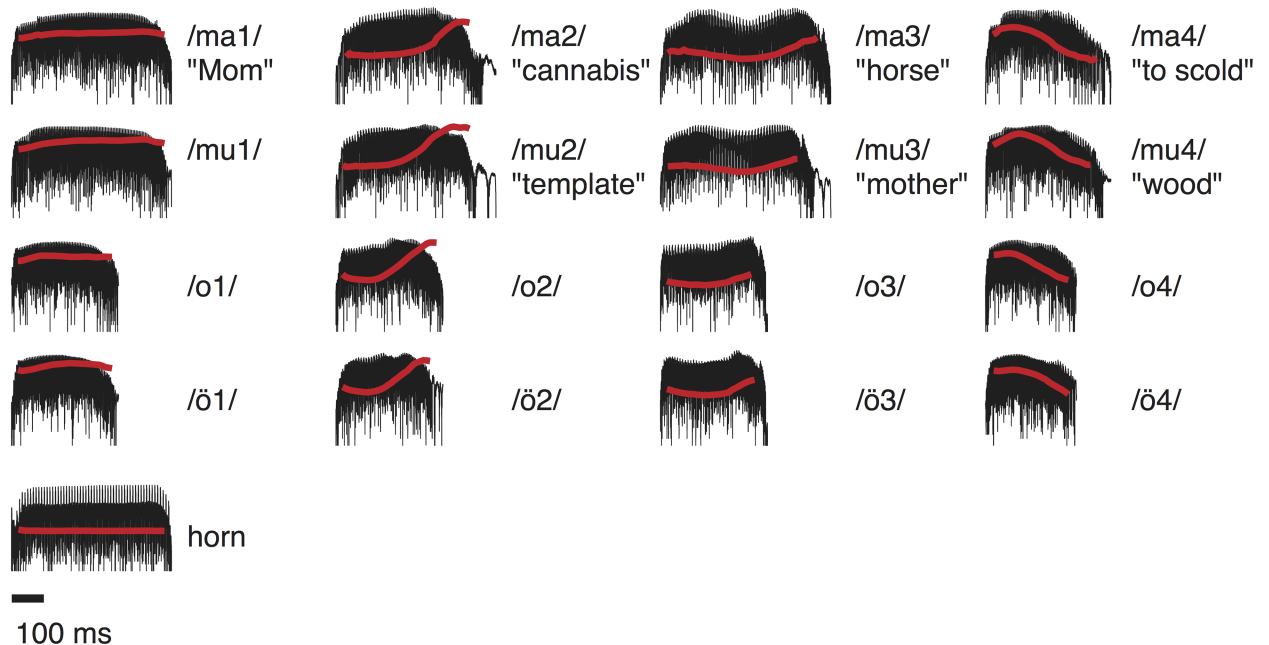 /ma1/
"Mom"
/ma2/
"cannabis"
/ma3/
"horse"
/ma4/
"to scold"
/mu1/
/mu2/
"template"
/mu3/
"mother"
/mu4/
"wood"
/o1/
/o2/
/o3/
/o4/
/ö1/
/ö2/
/ö3/
/ö4/
horn
100 ms